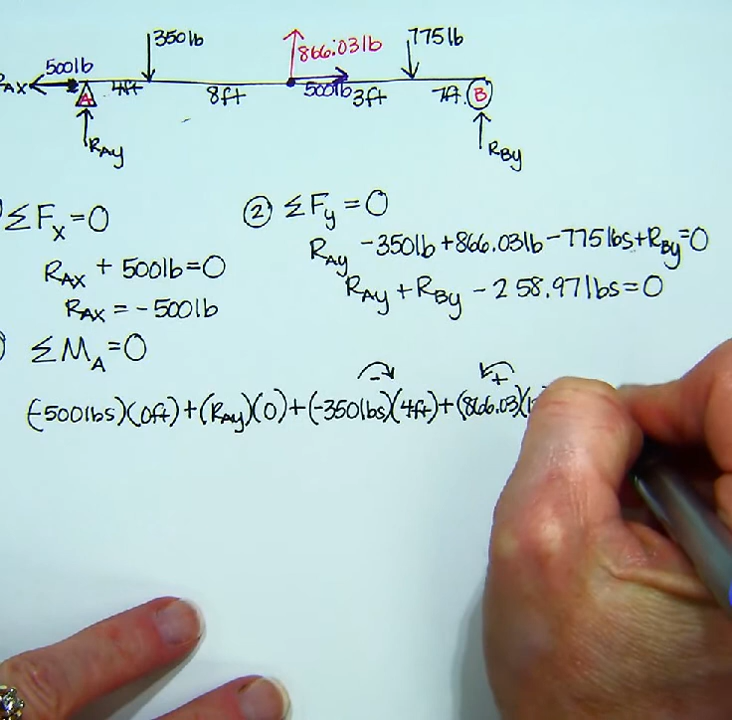 350lb
866.03lb
775lb
500lb
RAX
A
4ft
8ft
500lb
3ft
7ft
B
RAy
RBy
ΣFx=0
② ΣFy=0
RAX + 500lb=0
RAy -350lb+866.03lb-775lbs+RBy=0
RAX = -500lb
RAy + RBy - 258.97lbs=0
ΣMA=0
- +
(-500lbs)(0ft)+(RAy)(0)+(-350lbs)(4ft)+(866.03)(